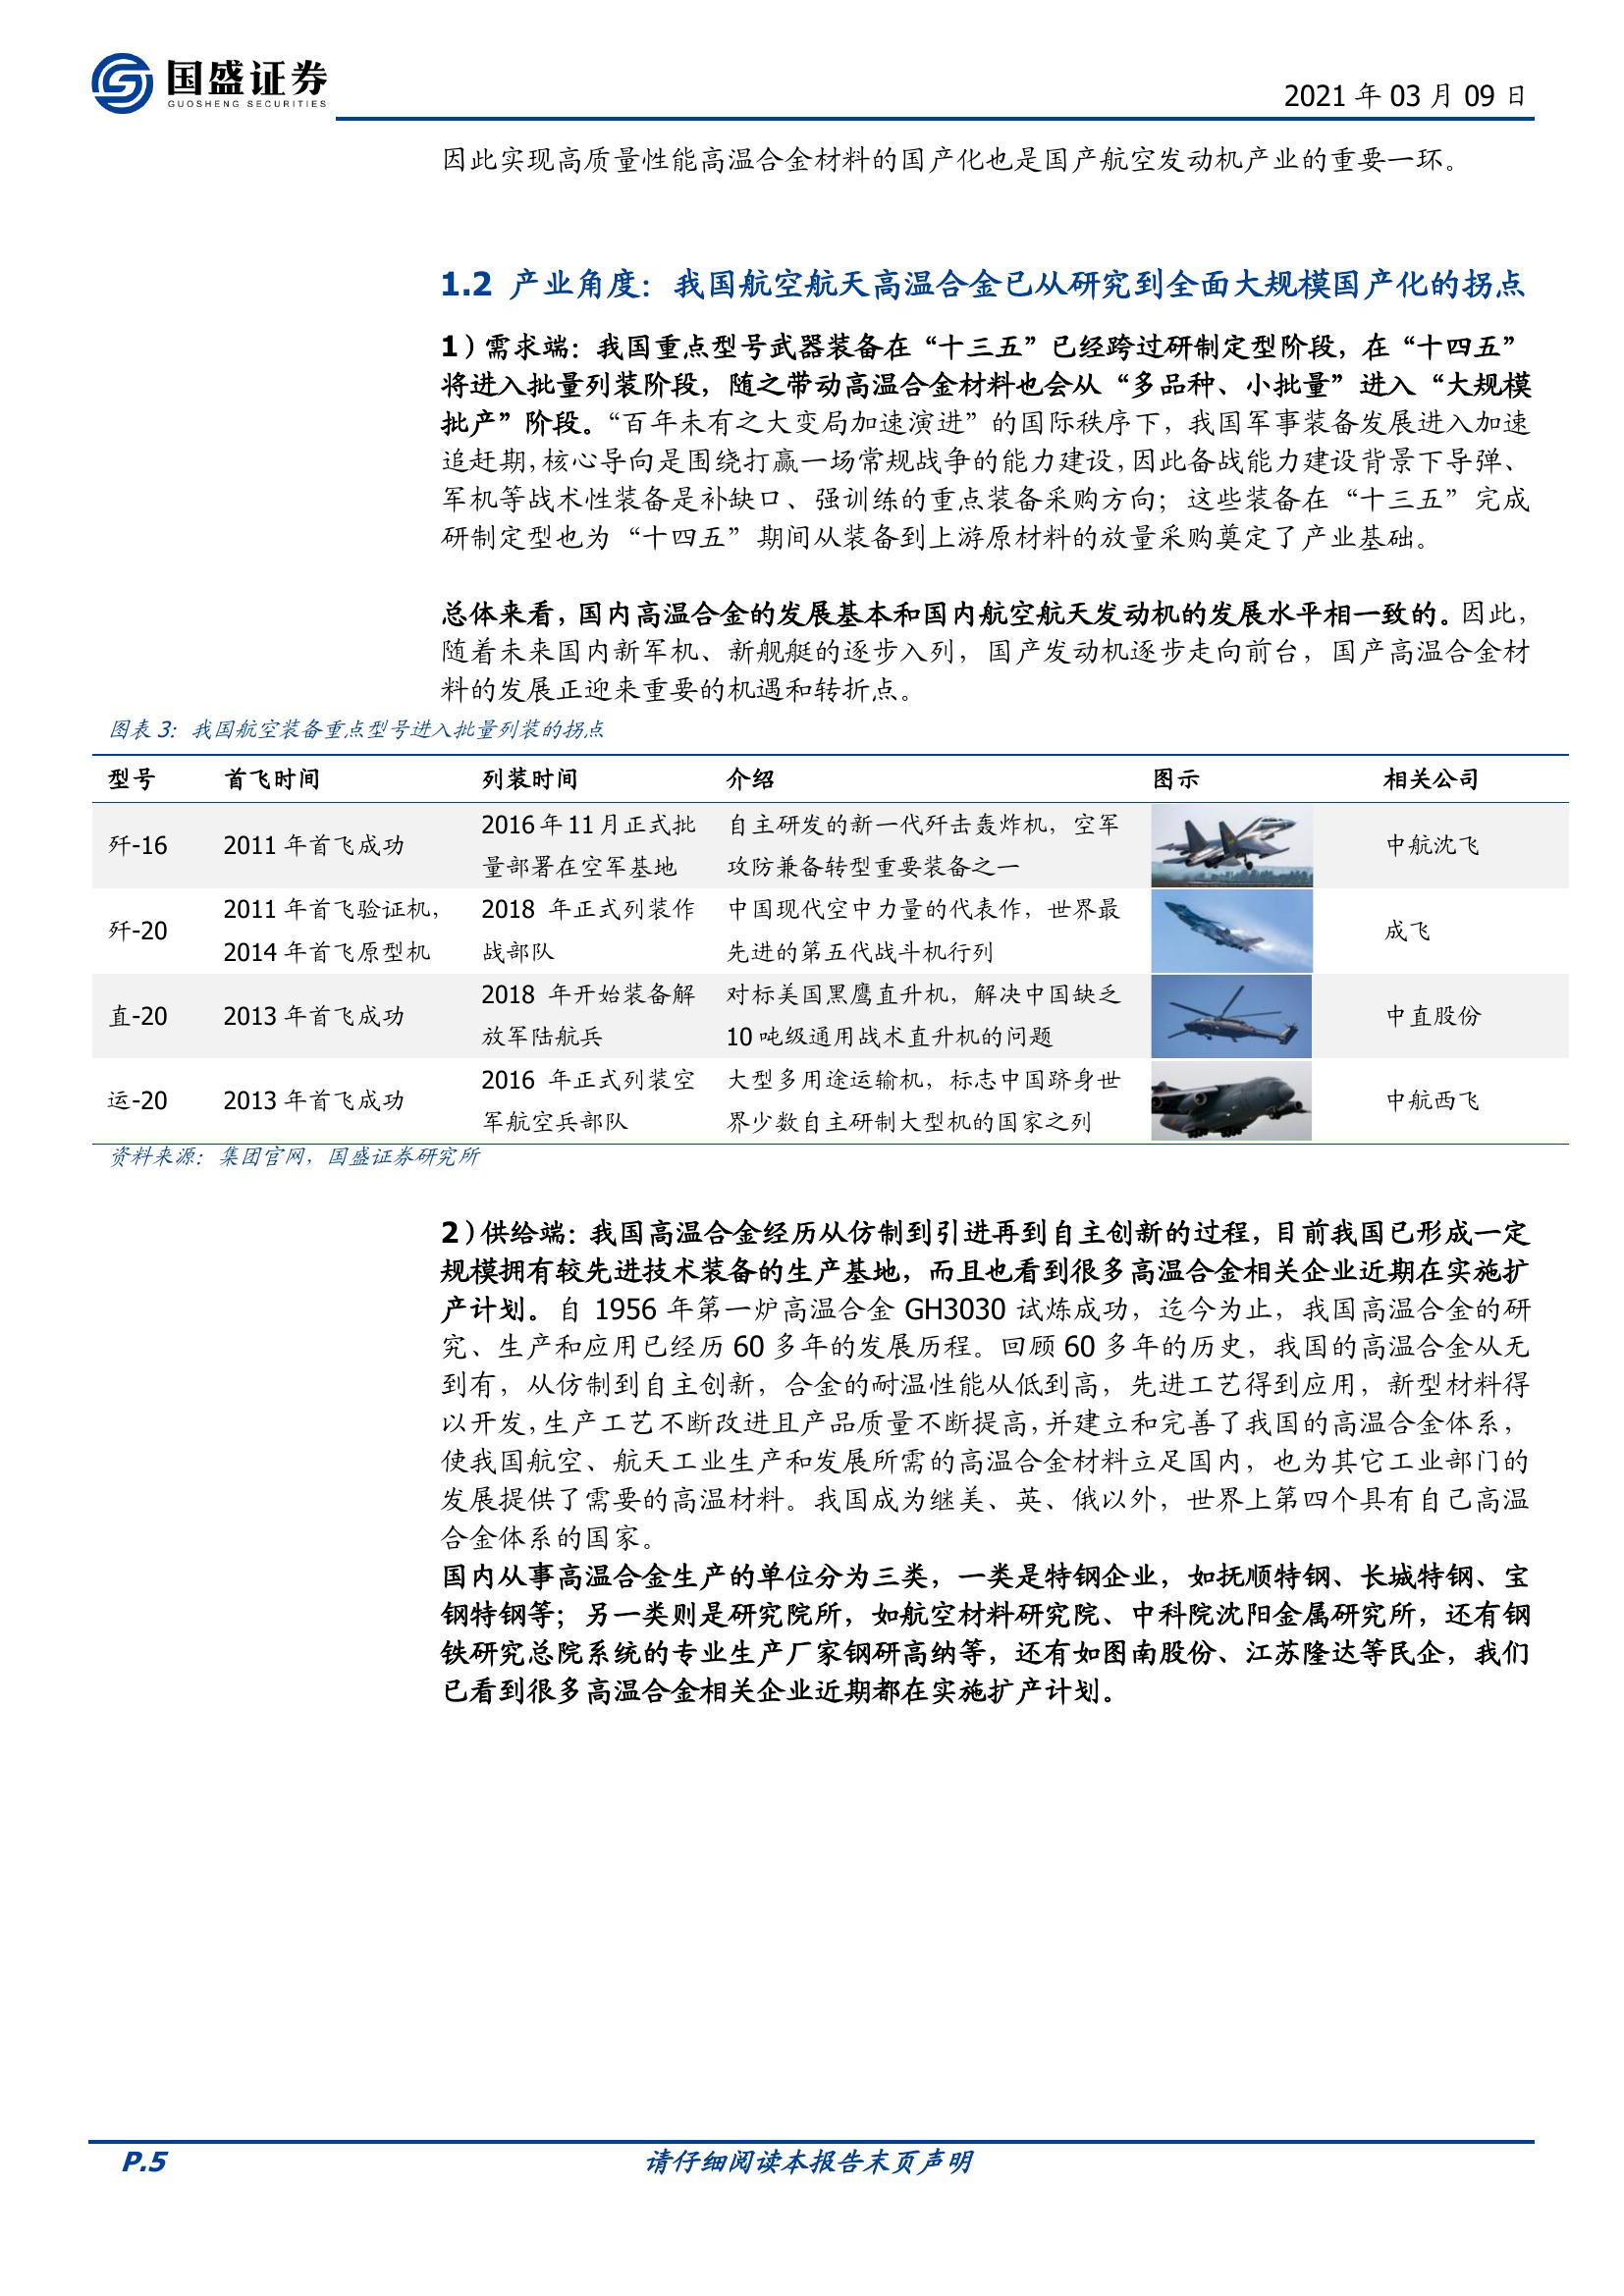 国盛证券
GUOSHENG SECURITIES
2021 年 03 月 09 日
因此实现高质量性能高温合金材料的国产化也是国产航空发动机产业的重要一环。
1.2 产业角度：我国航空航天高温合金已从研究到全面大规模国产化的拐点
1）需求端：我国重点型号武器装备在“十三五”已经跨过研制定型阶段，在“十四五”
将进入批量列装阶段，随之带动高温合金材料也会从“多品种、小批量”进入“大规模
批产”阶段。“百年未有之大变局加速演进”的国际秩序下，我国军事装备发展进入加速
追赶期，核心导向是围绕打赢一场常规战争的能力建设，因此备战能力建设背景下导弹、
军机等战术性装备是补缺口、强训练的重点装备采购方向；这些装备在“十三五”完成
研制定型也为“十四五”期间从装备到上游原材料的放量采购奠定了产业基础。
总体来看，国内高温合金的发展基本和国内航空航天发动机的发展水平相一致的。因此，
随着未来国内新军机、新舰艇的逐步入列，国产发动机逐步走向前台，国产高温合金材
料的发展正迎来重要的机遇和转折点。
图表 3：我国航空装备重点型号进入批量列装的拐点
型号 首飞时间 列装时间 介绍 图示 相关公司
歼-16 2011 年首飞成功 2016 年 11 月正式批 自主研发的新一代歼击轰炸机，空军 中航沈飞
量部署在空军基地 攻防兼备转型重要装备之一
歼-20 2011 年首飞验证机， 2018 年正式列装作 中国现代空中力量的代表作，世界最 成飞
2014 年首飞原型机 战部队 先进的第五代战斗机行列
直-20 2013 年首飞成功 2018 年开始装备解 对标美国黑鹰直升机，解决中国缺乏 中直股份
放军陆航兵 10 吨级通用战术直升机的问题
运-20 2013 年首飞成功 2016 年正式列装空 大型多用途运输机，标志中国跻身世 中航西飞
军航空兵部队 界少数自主研制大型机的国家之列
资料来源：集团官网，国盛证券研究所
2）供给端：我国高温合金经历从仿制到引进再到自主创新的过程，目前我国已形成一定
规模拥有较先进技术装备的生产基地，而且也看到很多高温合金相关企业近期在实施扩
产计划。自 1956 年第一炉高温合金 GH3030 试炼成功，迄今为止，我国高温合金的研
究、生产和应用已经历 60 多年的发展历程。回顾 60 多年的历史，我国的高温合金从无
到有，从仿制到自主创新，合金的耐温性能从低到高，先进工艺得到应用，新型材料得
以开发，生产工艺不断改进且产品质量不断提高，并建立和完善了我国的高温合金体系，
使我国航空、航天工业生产和发展所需的高温合金材料立足国内，也为其它工业部门的
发展提供了需要的高温材料。我国成为继美、英、俄以外，世界上第四个具有自己高温
合金体系的国家。
国内从事高温合金生产的单位分为三类，一类是特钢企业，如抚顺特钢、长城特钢、宝
钢特钢等；另一类则是研究院所，如航空材料研究院、中科院沈阳金属研究所，还有钢
铁研究总院系统的专业生产厂家钢研高纳等，还有如图南股份、江苏隆达等民企，我们
已看到很多高温合金相关企业近期都在实施扩产计划。
P.5 请仔细阅读本报告末页声明